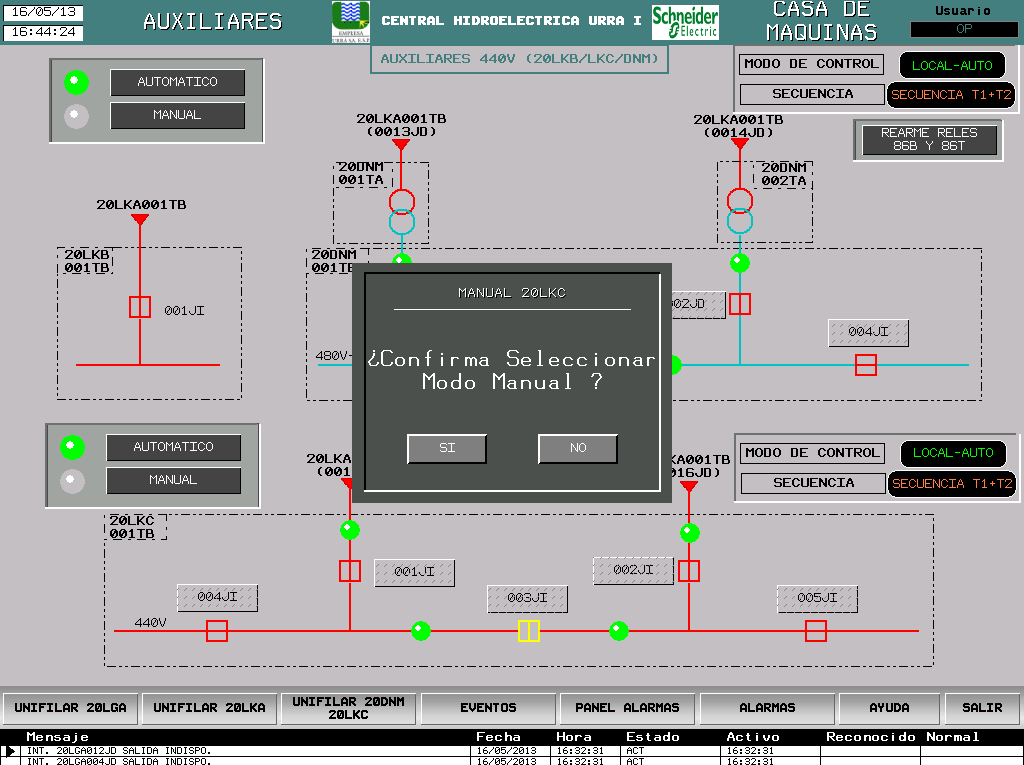 16/05/13
16:44:24
AUXILIARES
EMPRESA
URRÁ S.A. E.S.P.
CENTRAL HIDROELECTRICA URRA I
Schneider
Electric
CASA DE
MAQUINAS
Usuario
OP
AUXILIARES 440V (20LKB/LKC/DNM)
MODO DE CONTROL
LOCAL-AUTO
SECUENCIA
SECUENCIA T1+T2
AUTOMATICO
MANUAL
REARME RELES
86B Y 86T
20LKA001TB
(0013JD)
20LKA001TB
(0014JD)
20DNM
001TA
20DNM
002TA
20LKA001TB
20LKB
001TB
20DNM
001TB
001JI
002JD
004JI
480V
MANUAL 20LKC
¿Confirma Seleccionar
Modo Manual ?
SI
NO
AUTOMATICO
MANUAL
20LKA
(001
KA001TB
016JD)
MODO DE CONTROL
LOCAL-AUTO
SECUENCIA
SECUENCIA T1+T2
20LKC
001TB
001JI
002JI
004JI
003JI
005JI
440V
UNIFILAR 20LGA
UNIFILAR 20LKA
UNIFILAR 20DNM
20LKC
EVENTOS
PANEL ALARMAS
ALARMAS
AYUDA
SALIR
Mensaje Fecha Hora Estado Activo Reconocido Normal
INT. 20LGA012JD SALIDA INDISPO. 16/05/2013 16:32:31 ACT 16:32:31
INT. 20LGA004JD SALIDA INDISPO. 16/05/2013 16:32:31 ACT 16:32:31